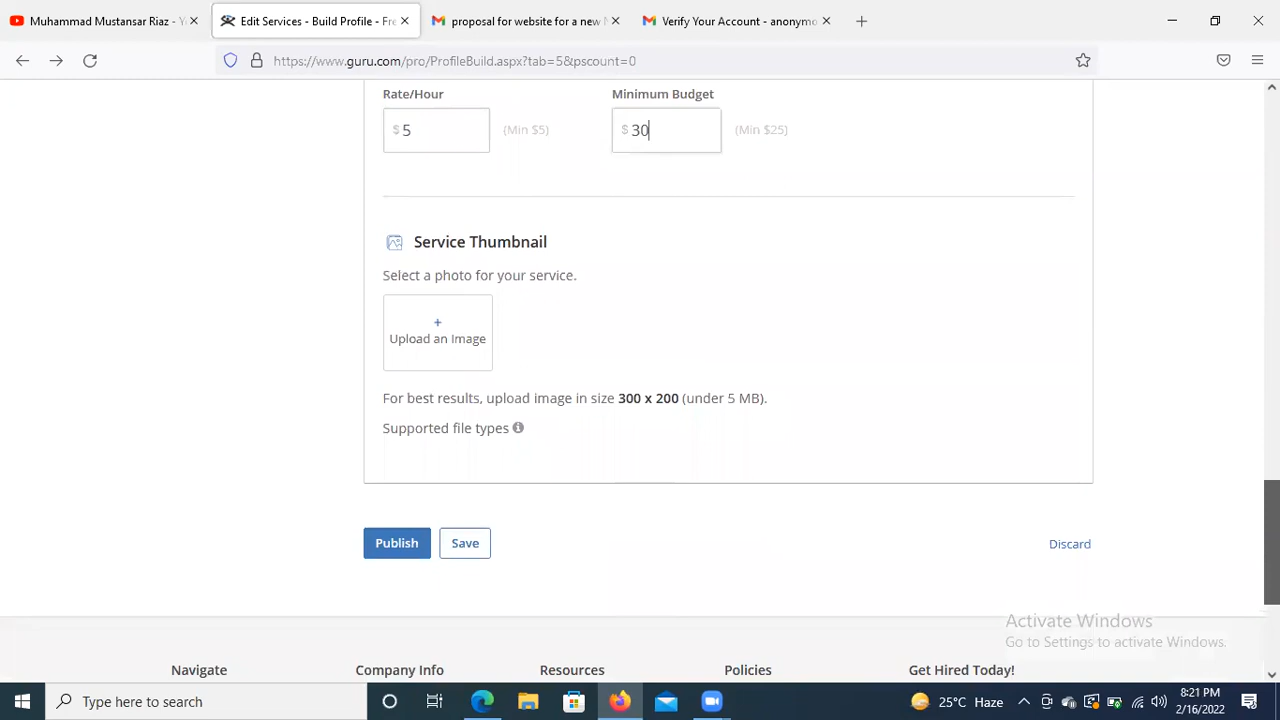 Muhammad Mustansar Riaz - Yo
Edit Services - Build Profile - Fre
proposal for website for a new
Verify Your Account - anonymo
https://www.guru.com/pro/ProfileBuild.aspx?tab=5&pscount=0
Rate/Hour Minimum Budget
$ 5 (Min $5) $ 30 (Min $25)
Service Thumbnail
Select a photo for your service.
+
Upload an Image
For best results, upload image in size 300 x 200 (under 5 MB).
Supported file types
Publish Save Discard
Activate Windows
Go to Settings to activate Windows.
Navigate Company Info Resources Policies Get Hired Today!
Type here to search
25°C Haze
8:21 PM
2/16/2022